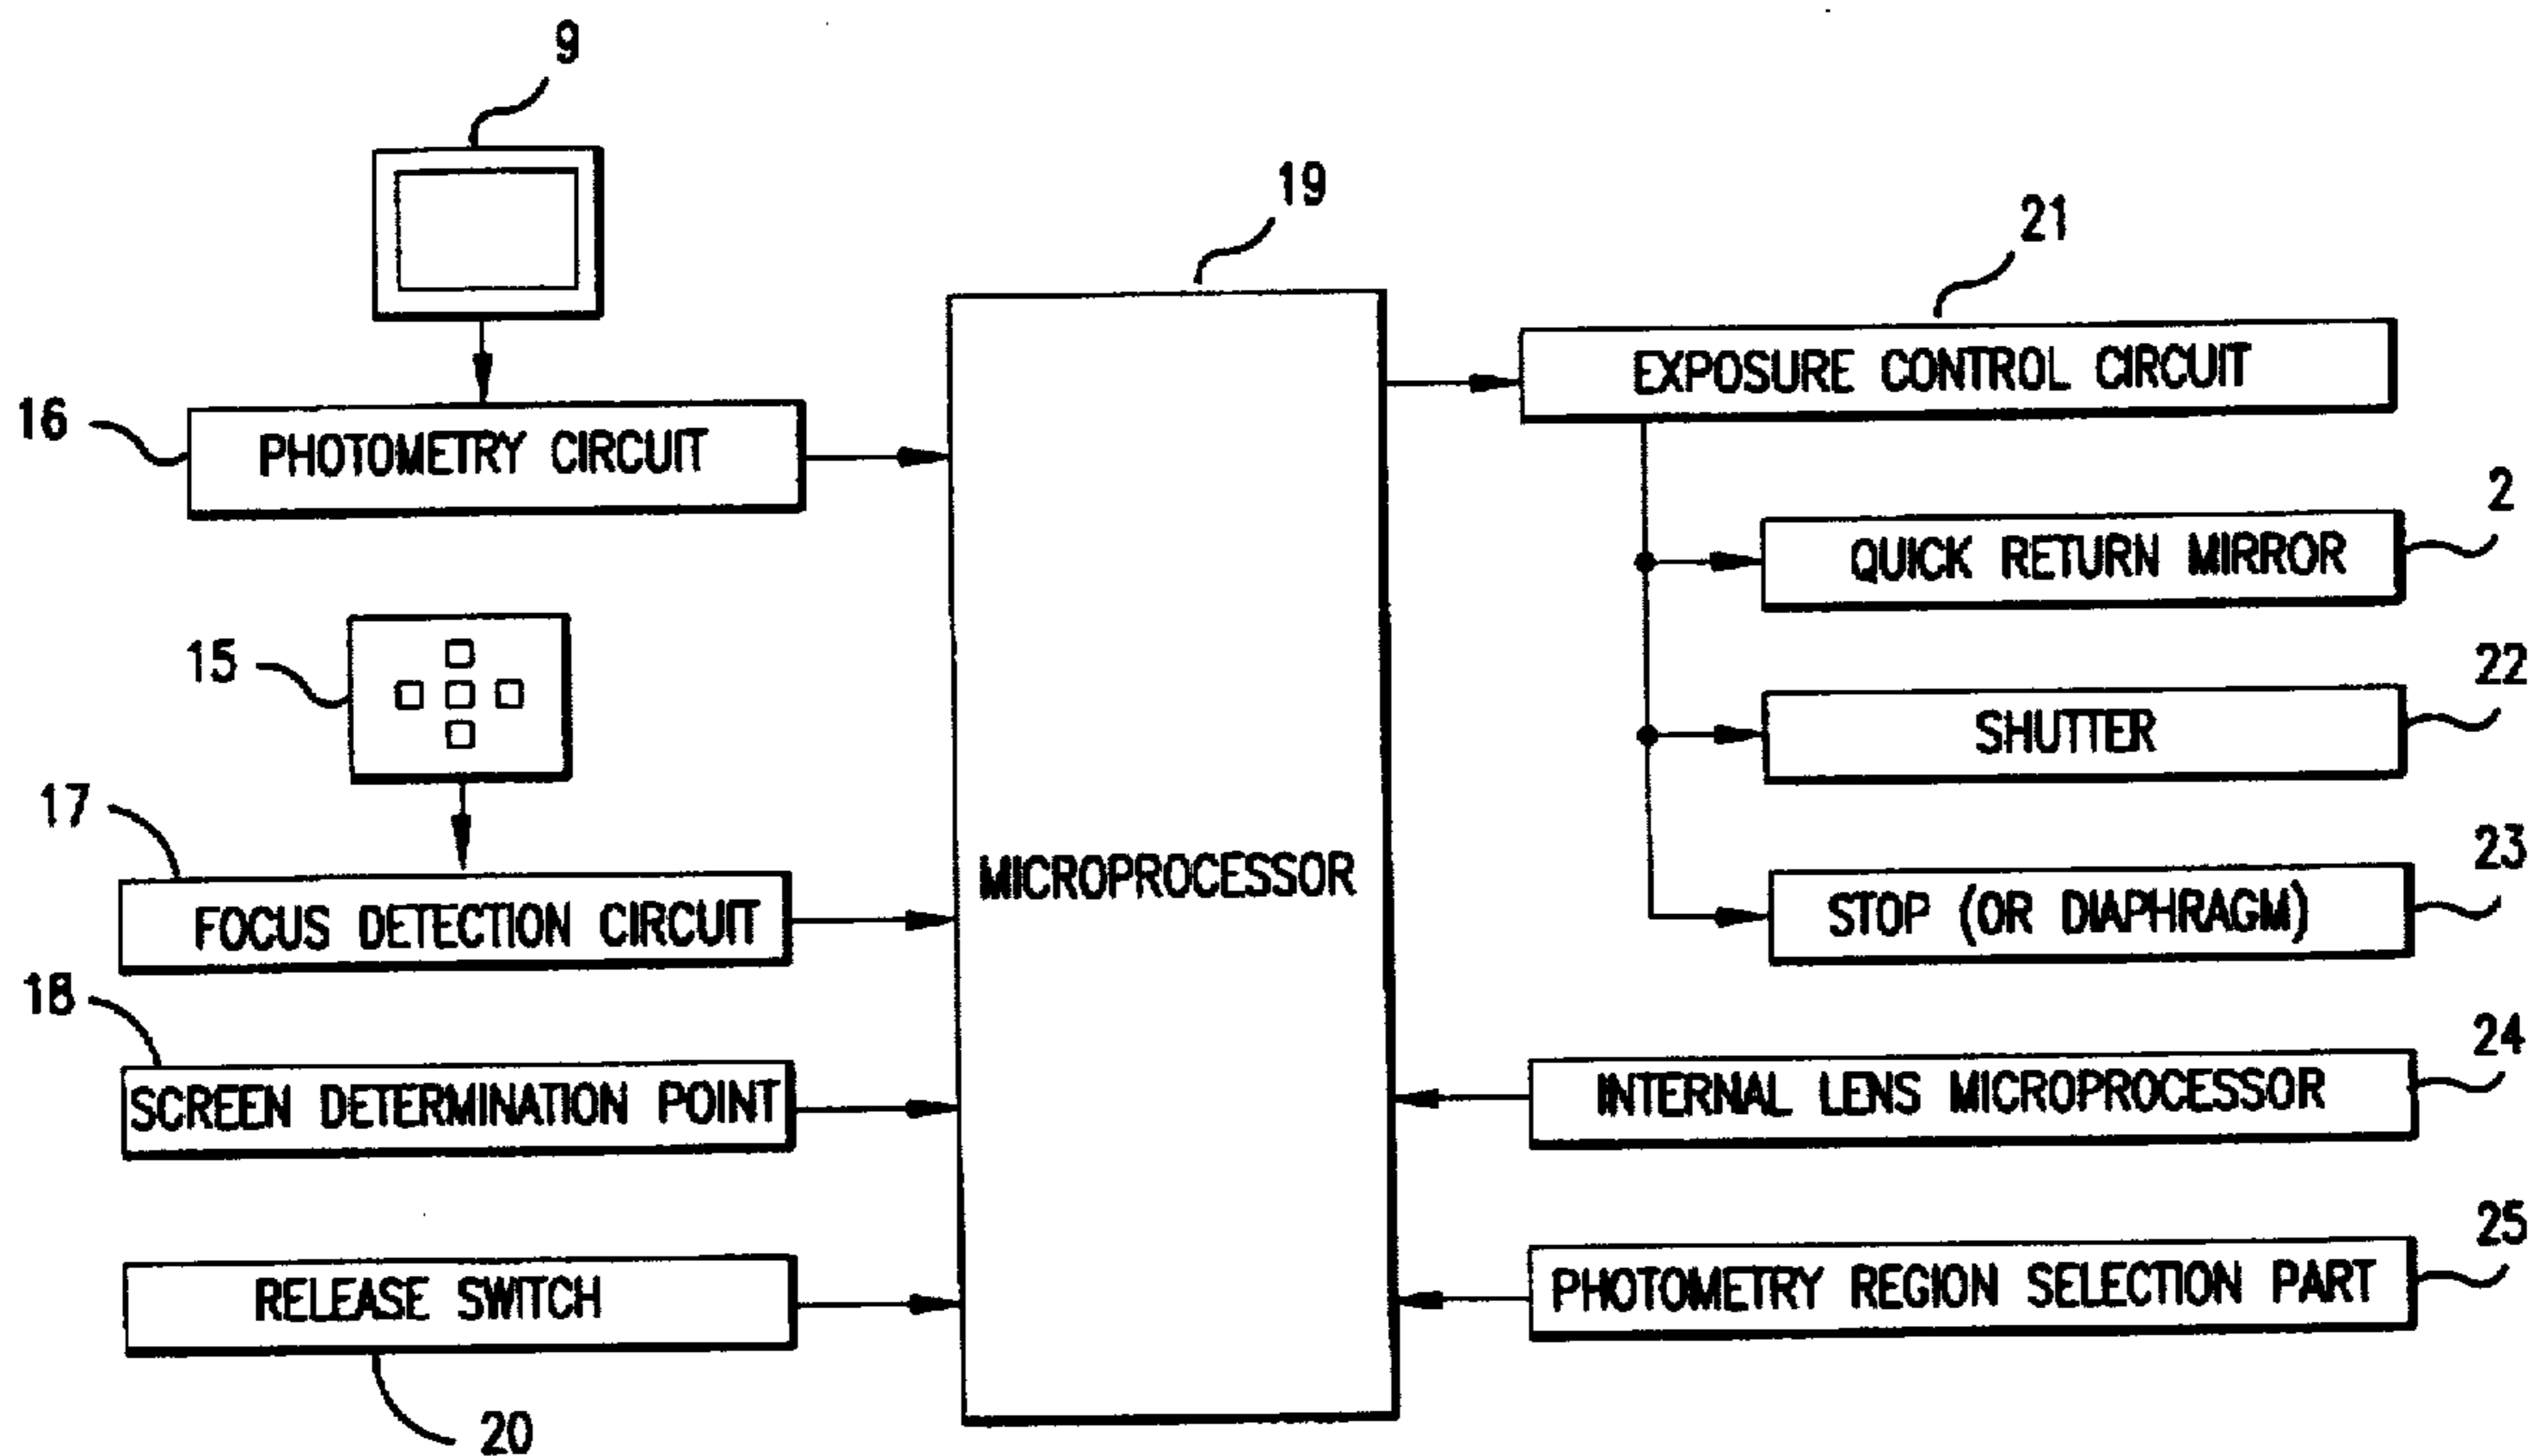 9
19
21
16
PHOTOMETRY CIRCUIT
EXPOSURE CONTROL CIRCUIT
2
QUICK RETURN MIRROR
15
22
SHUTTER
17
FOCUS DETECTION CIRCUIT
MICROPROCESSOR
23
STOP (OR DIAPHRAGM)
18
SCREEN DETERMINATION POINT
24
INTERNAL LENS MICROPROCESSOR
25
RELEASE SWITCH
PHOTOMETRY REGION SELECTION PART
20